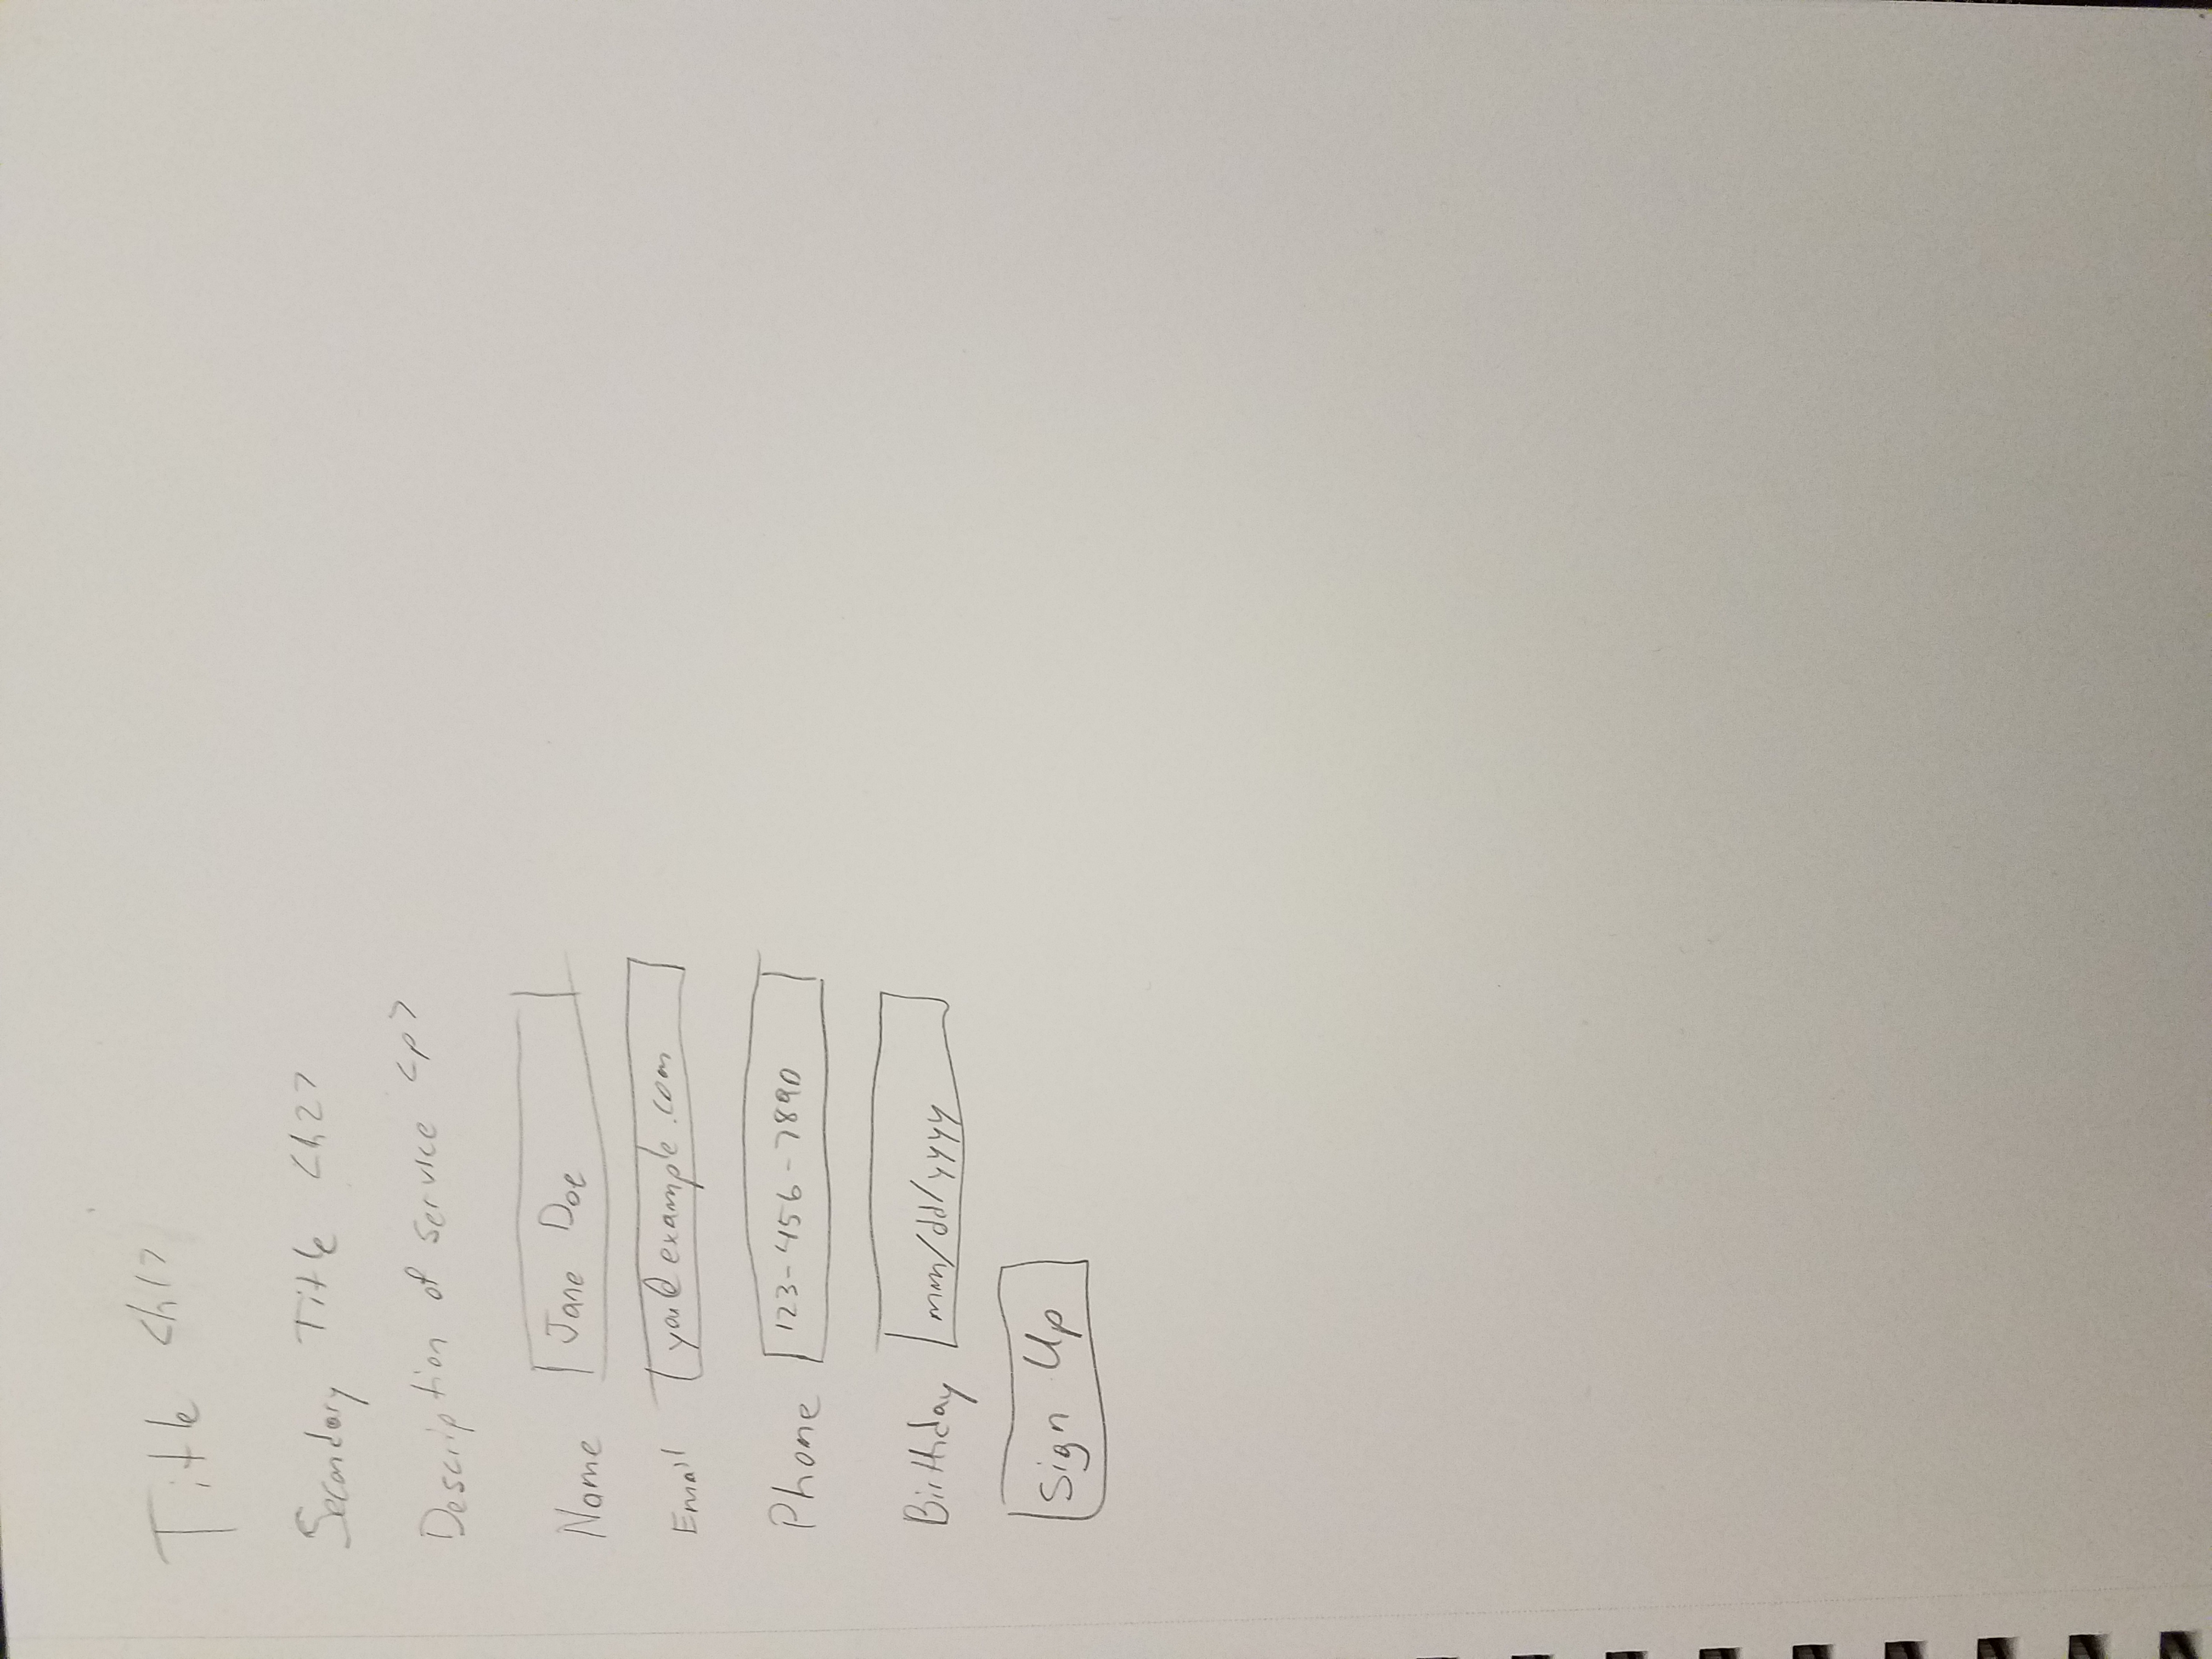 Title <h1>
Secondary Title <h2>
Description of service <p>
Name Jane Doe
Email you@example.com
Phone 123-456-7890
Birthday mm/dd/yyyy
Sign Up